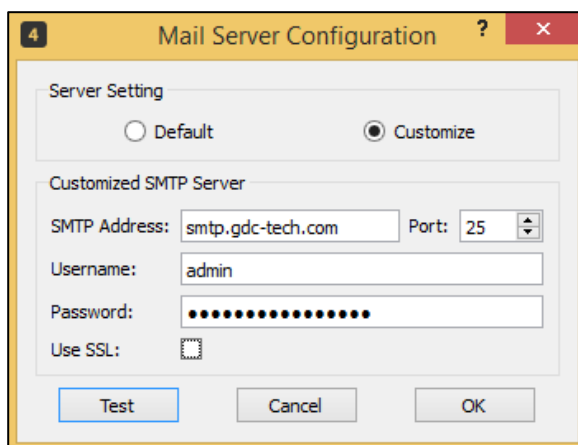 4 Mail Server Configuration ? ×
Server Setting
Default Customize
Customized SMTP Server
SMTP Address: smtp.gdc-tech.com Port: 25
Username: admin
Password: ●●●●●●●●●●●●●●●●
Use SSL:
Test Cancel OK